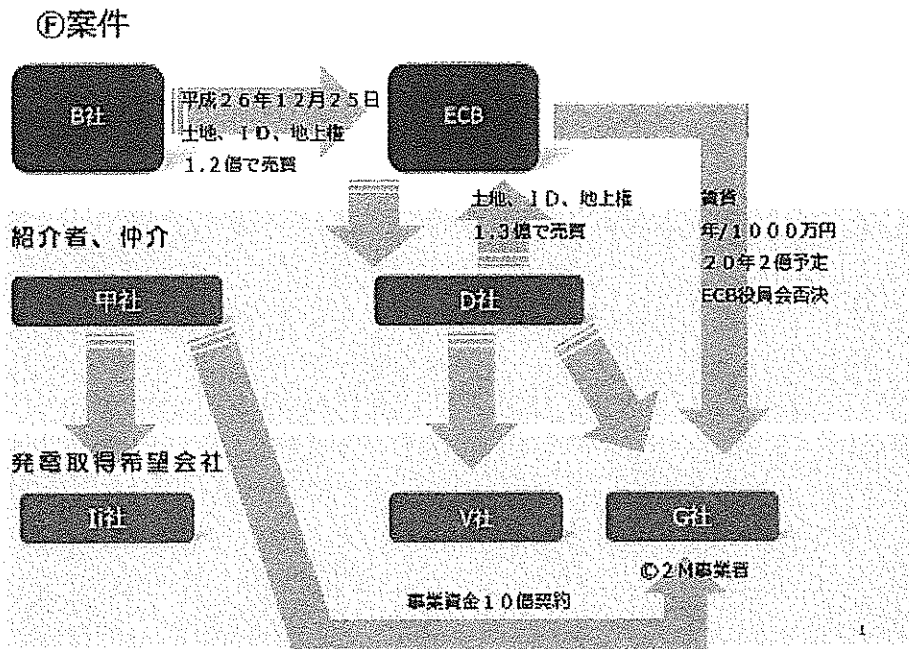 Ⓕ案件
B社
平成26年12月25日
土地、ID、地上権
1.2億で売買
ECB
土地、ID、地上権
1.3億で売買
賃貸
年/1000万円
20年2億予定
ECB役員会否決
紹介者、仲介
甲社
D社
発電取得希望会社
Ii社
V社
G社
Ⓒ2M事業者
事業資金10億契約
1